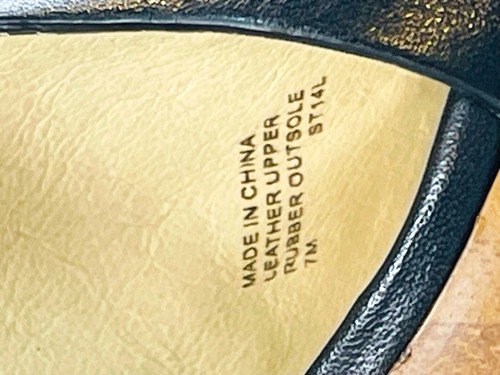 MADE IN CHINA
LEATHER UPPER
RUBBER OUTSOLE
7M ST14L